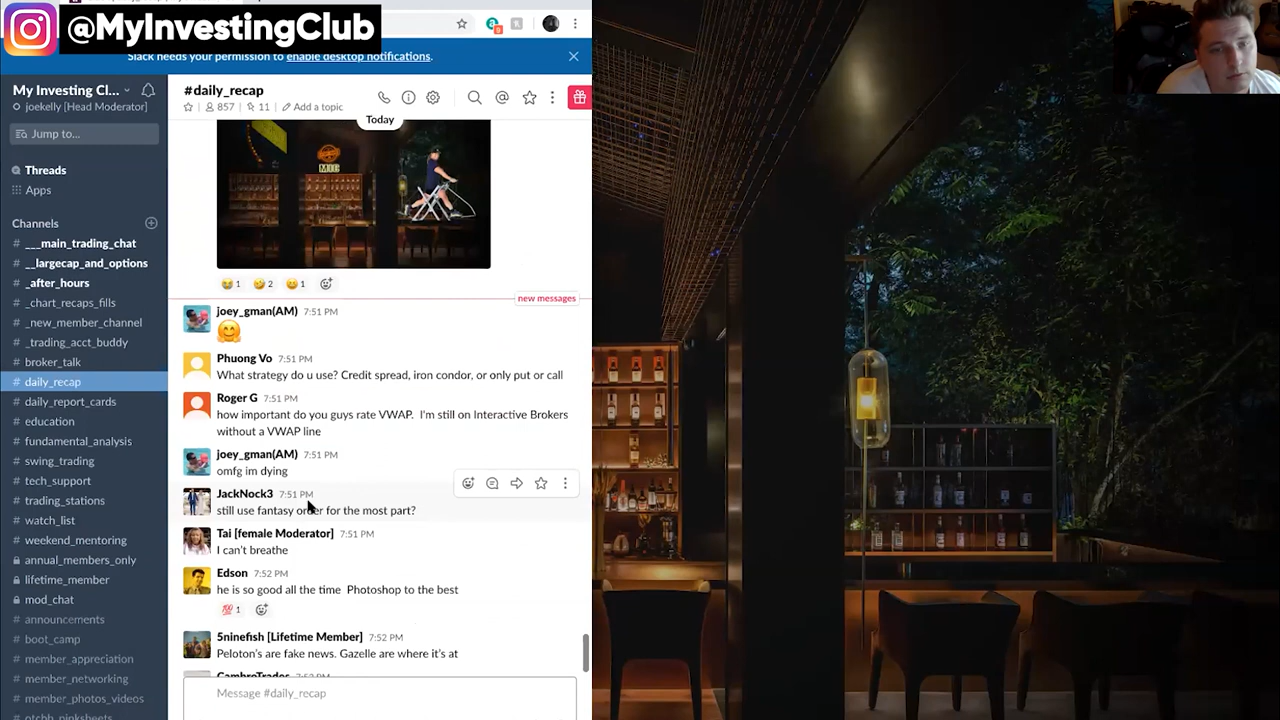 @MyInvestingClub
Slack needs your permission to enable desktop notifications.
My Investing Cl...
joekelly [Head Moderator]
Jump to...
Threads
Apps
Channels
# ___main_trading_chat
# __largecap_and_options
# _after_hours
# _chart_recaps_fills
# _new_member_channel
# _trading_acct_buddy
# broker_talk
# daily_recap
# daily_report_cards
# education
# fundamental_analysis
# swing_trading
# tech_support
# trading_stations
# watch_list
# weekend_mentoring
annual_members_only
lifetime_member
mod_chat
# announcements
# boot_camp
# member_appreciation
# member_networking
# member_photos_videos
# otcbb_pinksheets
#daily_recap
857
11
Add a topic
Today
MIC
1 2 1
new messages
joey_gman(AM) 7:51 PM
Phuong Vo 7:51 PM
What strategy do u use? Credit spread, iron condor, or only put or call
Roger G 7:51 PM
how important do you guys rate VWAP. I'm still on Interactive Brokers
without a VWAP line
joey_gman(AM) 7:51 PM
omfg im dying
JackNock3 7:51 PM
still use fantasy order for the most part?
Tai [female Moderator] 7:51 PM
I can't breathe
Edson 7:52 PM
he is so good all the time Photoshop to the best
1
5ninefish [Lifetime Member] 7:52 PM
Peloton's are fake news. Gazelle are where it's at
CambroTrades 7:52 PM
Message #daily_recap